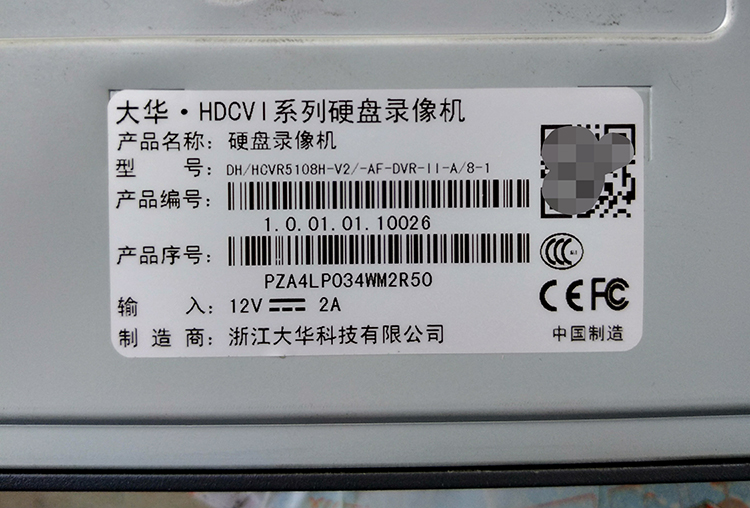 大华·HDCVI系列硬盘录像机
产品名称：硬盘录像机
型 号：DH/HCVR5108H-V2/-AF-DVR-II-A/8-1
产品编号：
1.0.01.01.10026
产品序号：
PZA4LP034WM2R50
输 入：12V 2A
制 造 商：浙江大华科技有限公司
CCC
CE FC
中国制造